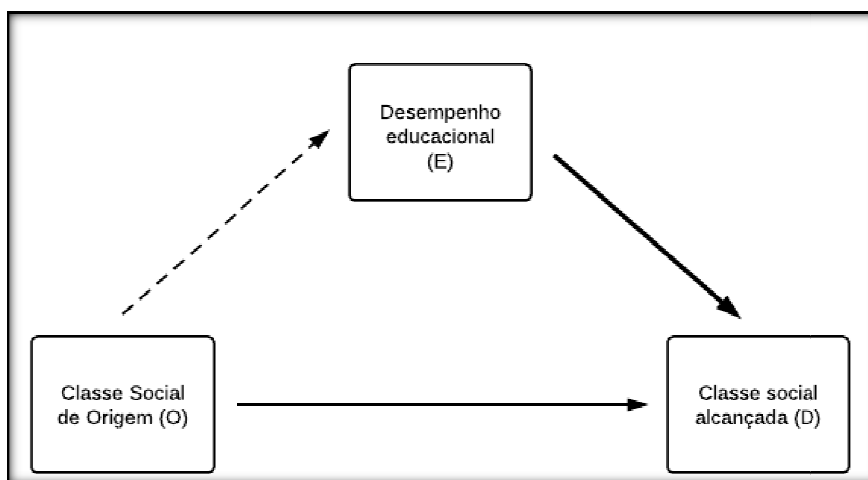 Desempenho
educacional
(E)
Classe Social
de Origem (O)
Classe social
alcançada (D)